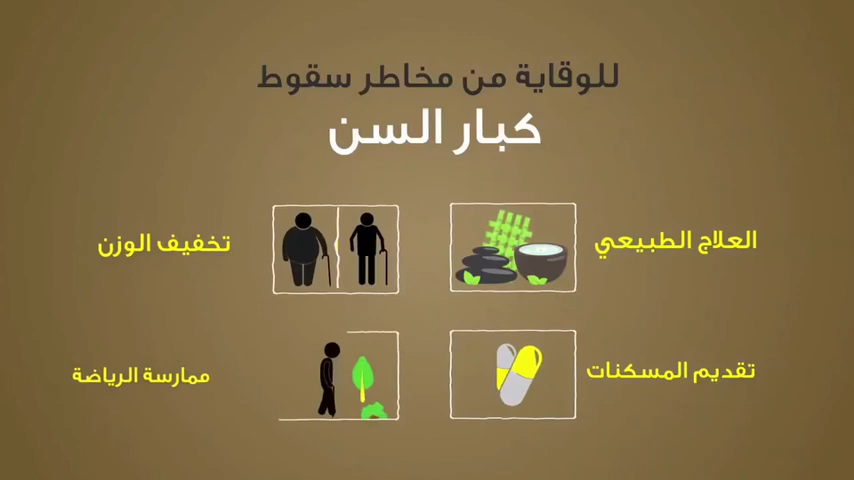 للوقاية من مخاطر سقوط
كبار السن
العلاج الطبيعي
تخفيف الوزن
تقديم المسكنات
ممارسة الرياضة